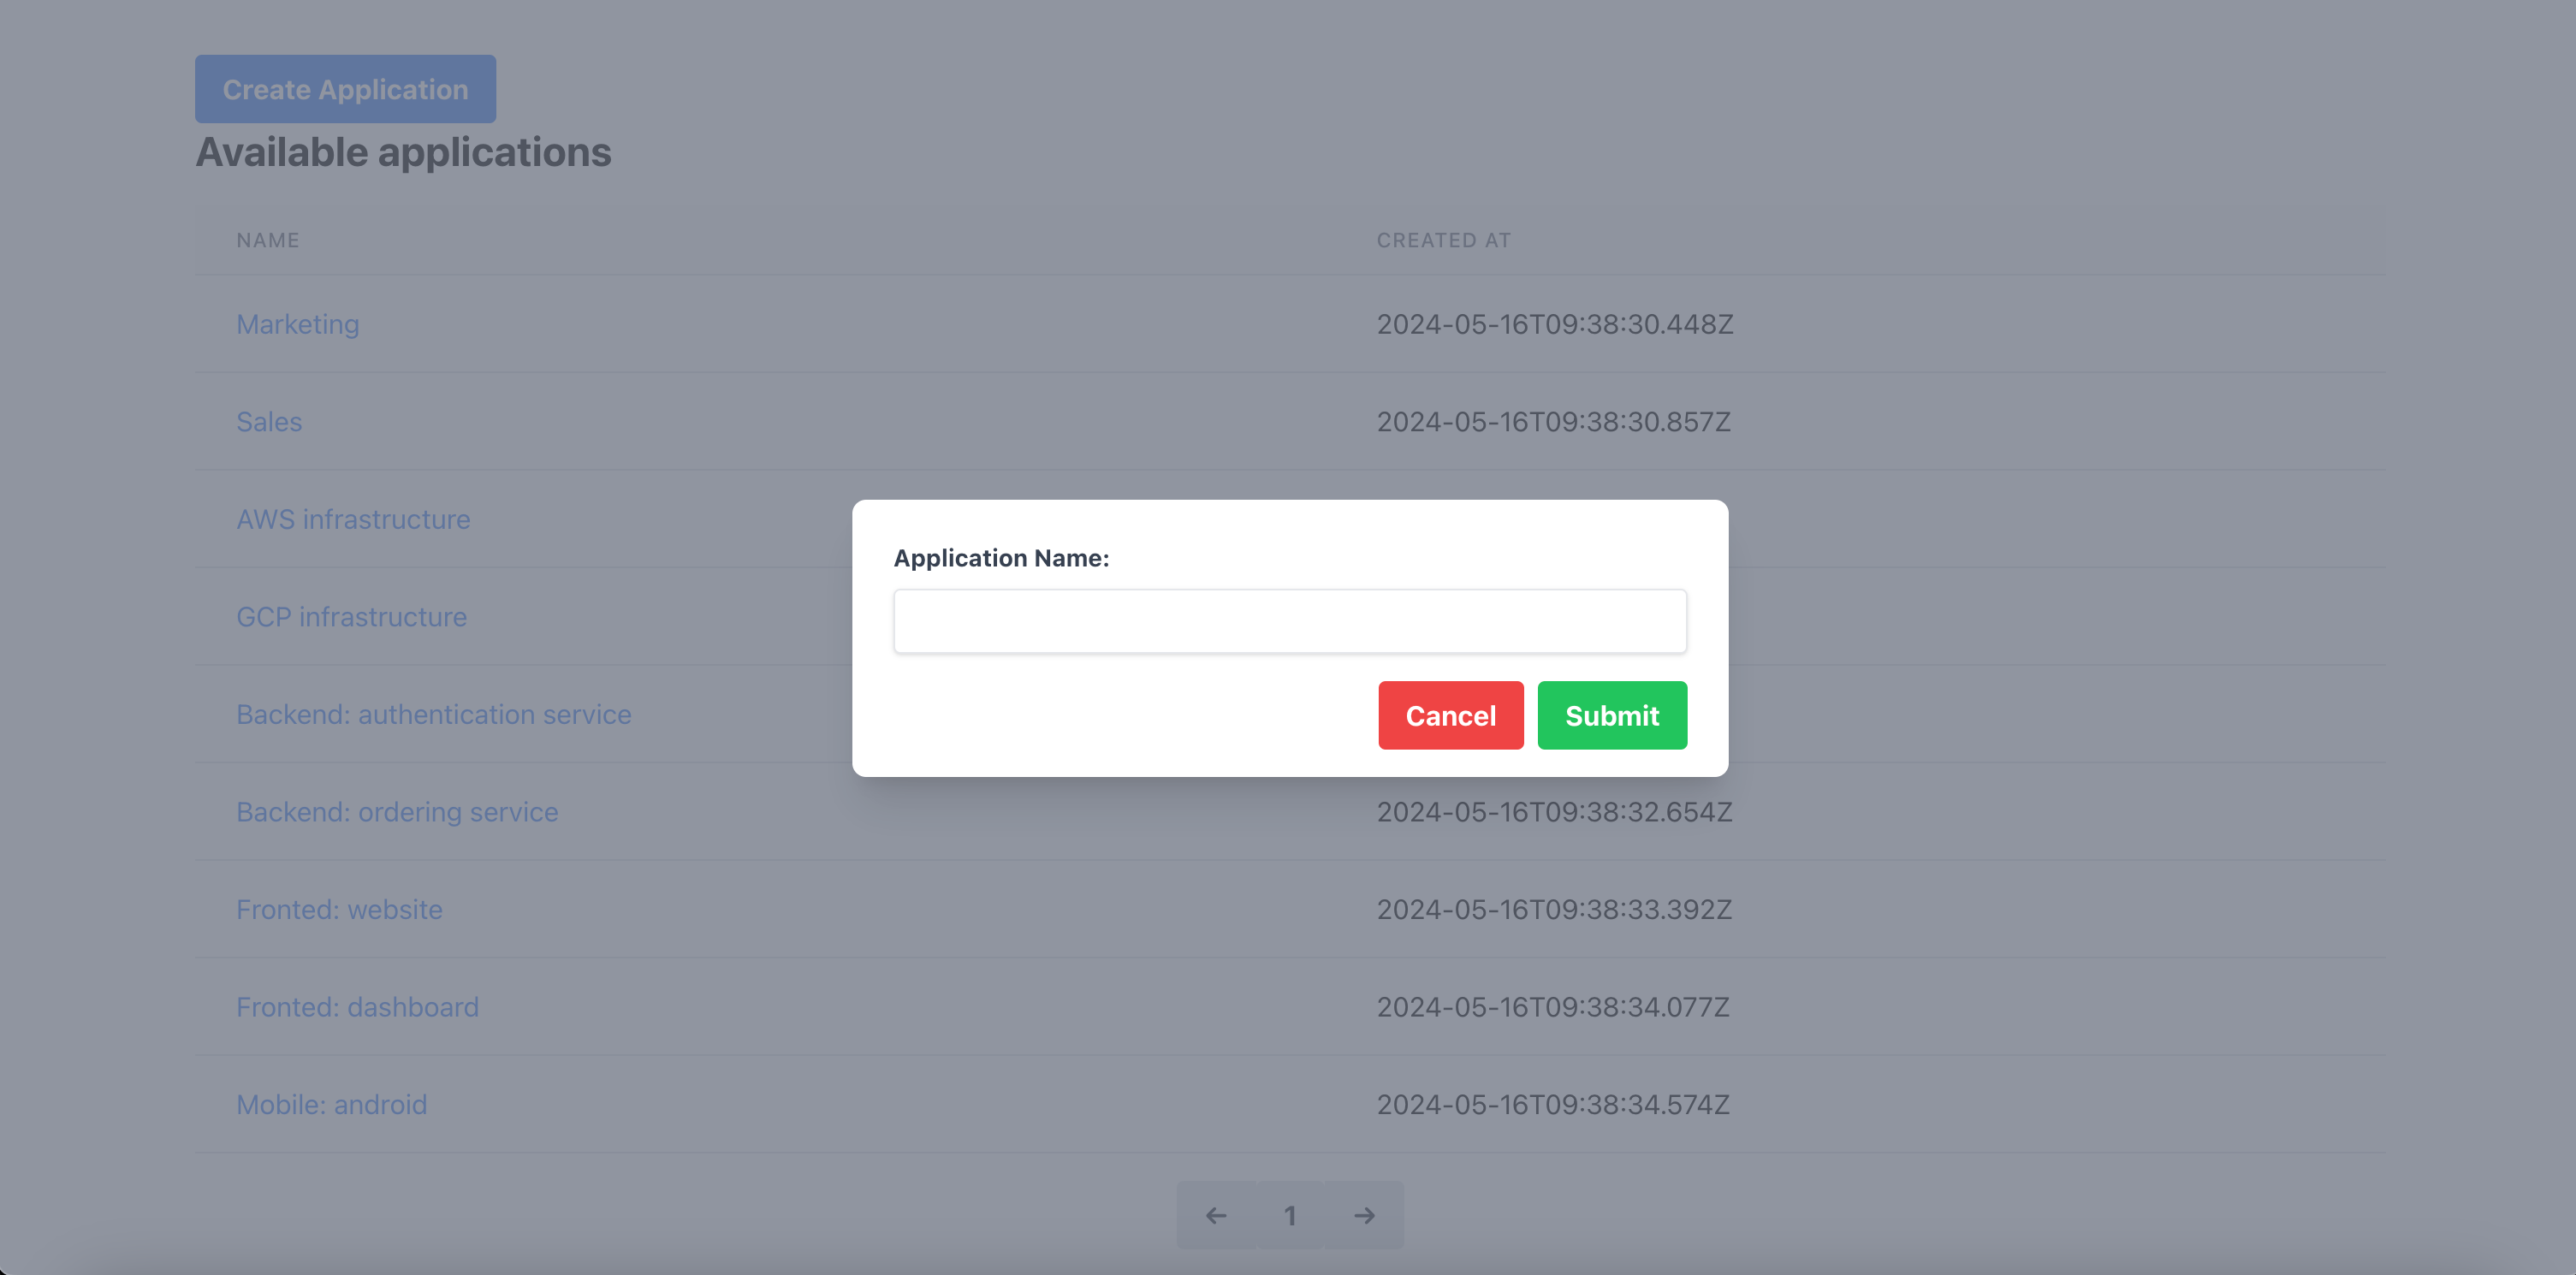 Create Application
Available applications
NAME CREATED AT
Marketing 2024-05-16T09:38:30.448Z
Sales 2024-05-16T09:38:30.857Z
AWS infrastructure
Application Name:
GCP infrastructure
Backend: authentication service
Cancel Submit
Backend: ordering service 2024-05-16T09:38:32.654Z
Fronted: website 2024-05-16T09:38:33.392Z
Fronted: dashboard 2024-05-16T09:38:34.077Z
Mobile: android 2024-05-16T09:38:34.574Z
← 1 →